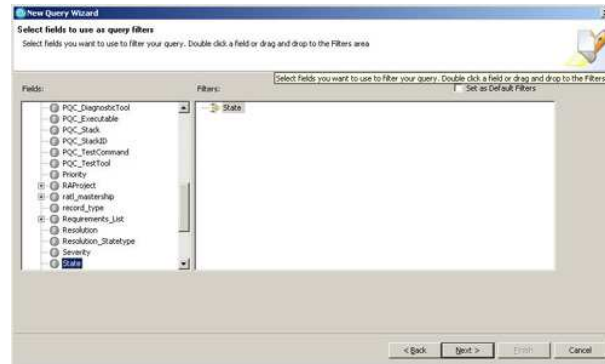 New Query Wizard
Select fields to use as query filters
Select fields you want to use to filter your query. Double click a field or drag and drop to the Filters area
Select fields you want to use to filter your query. Double click a field or drag and drop to the Filters
Fields:
Filters:
Set as Default Filters
PQC_DiagnosticTool
State
PQC_Executable
PQC_Stack
PQC_StackID
PQC_TestCommand
PQC_TestTool
Priority
RAProject
ratl_mastership
record_type
Requirements_List
Resolution
Resolution_Statetype
Severity
State
< Back
Next >
Finish
Cancel